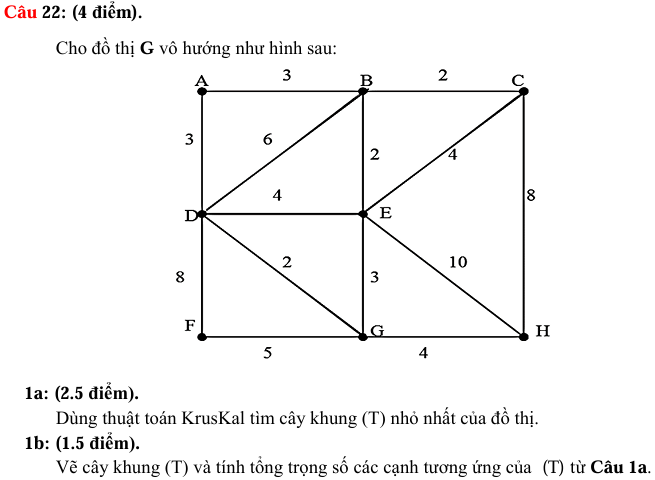 Câu 22: (4 điểm).
Cho đồ thị G vô hướng như hình sau:
A 3 B 2 C
3 6 2 4
D 4 E 8
8 2 3 10
F G H
5 4
1a: (2.5 điểm).
Dùng thuật toán KrusKal tìm cây khung (T) nhỏ nhất của đồ thị.
1b: (1.5 điểm).
Vẽ cây khung (T) và tính tổng trọng số các cạnh tương ứng của (T) từ Câu 1a.